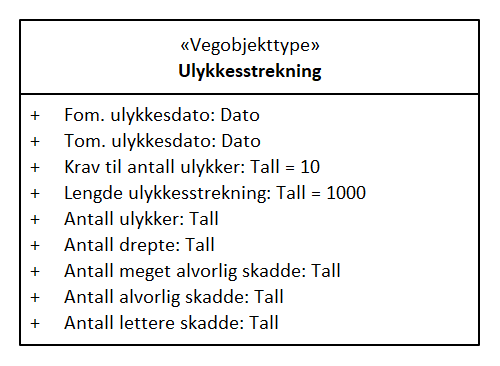 «Vegobjekttype»
Ulykkesstrekning
+ Fom. ulykkesdato: Dato
+ Tom. ulykkesdato: Dato
+ Krav til antall ulykker: Tall = 10
+ Lengde ulykkesstrekning: Tall = 1000
+ Antall ulykker: Tall
+ Antall drepte: Tall
+ Antall meget alvorlig skadde: Tall
+ Antall alvorlig skadde: Tall
+ Antall lettere skadde: Tall